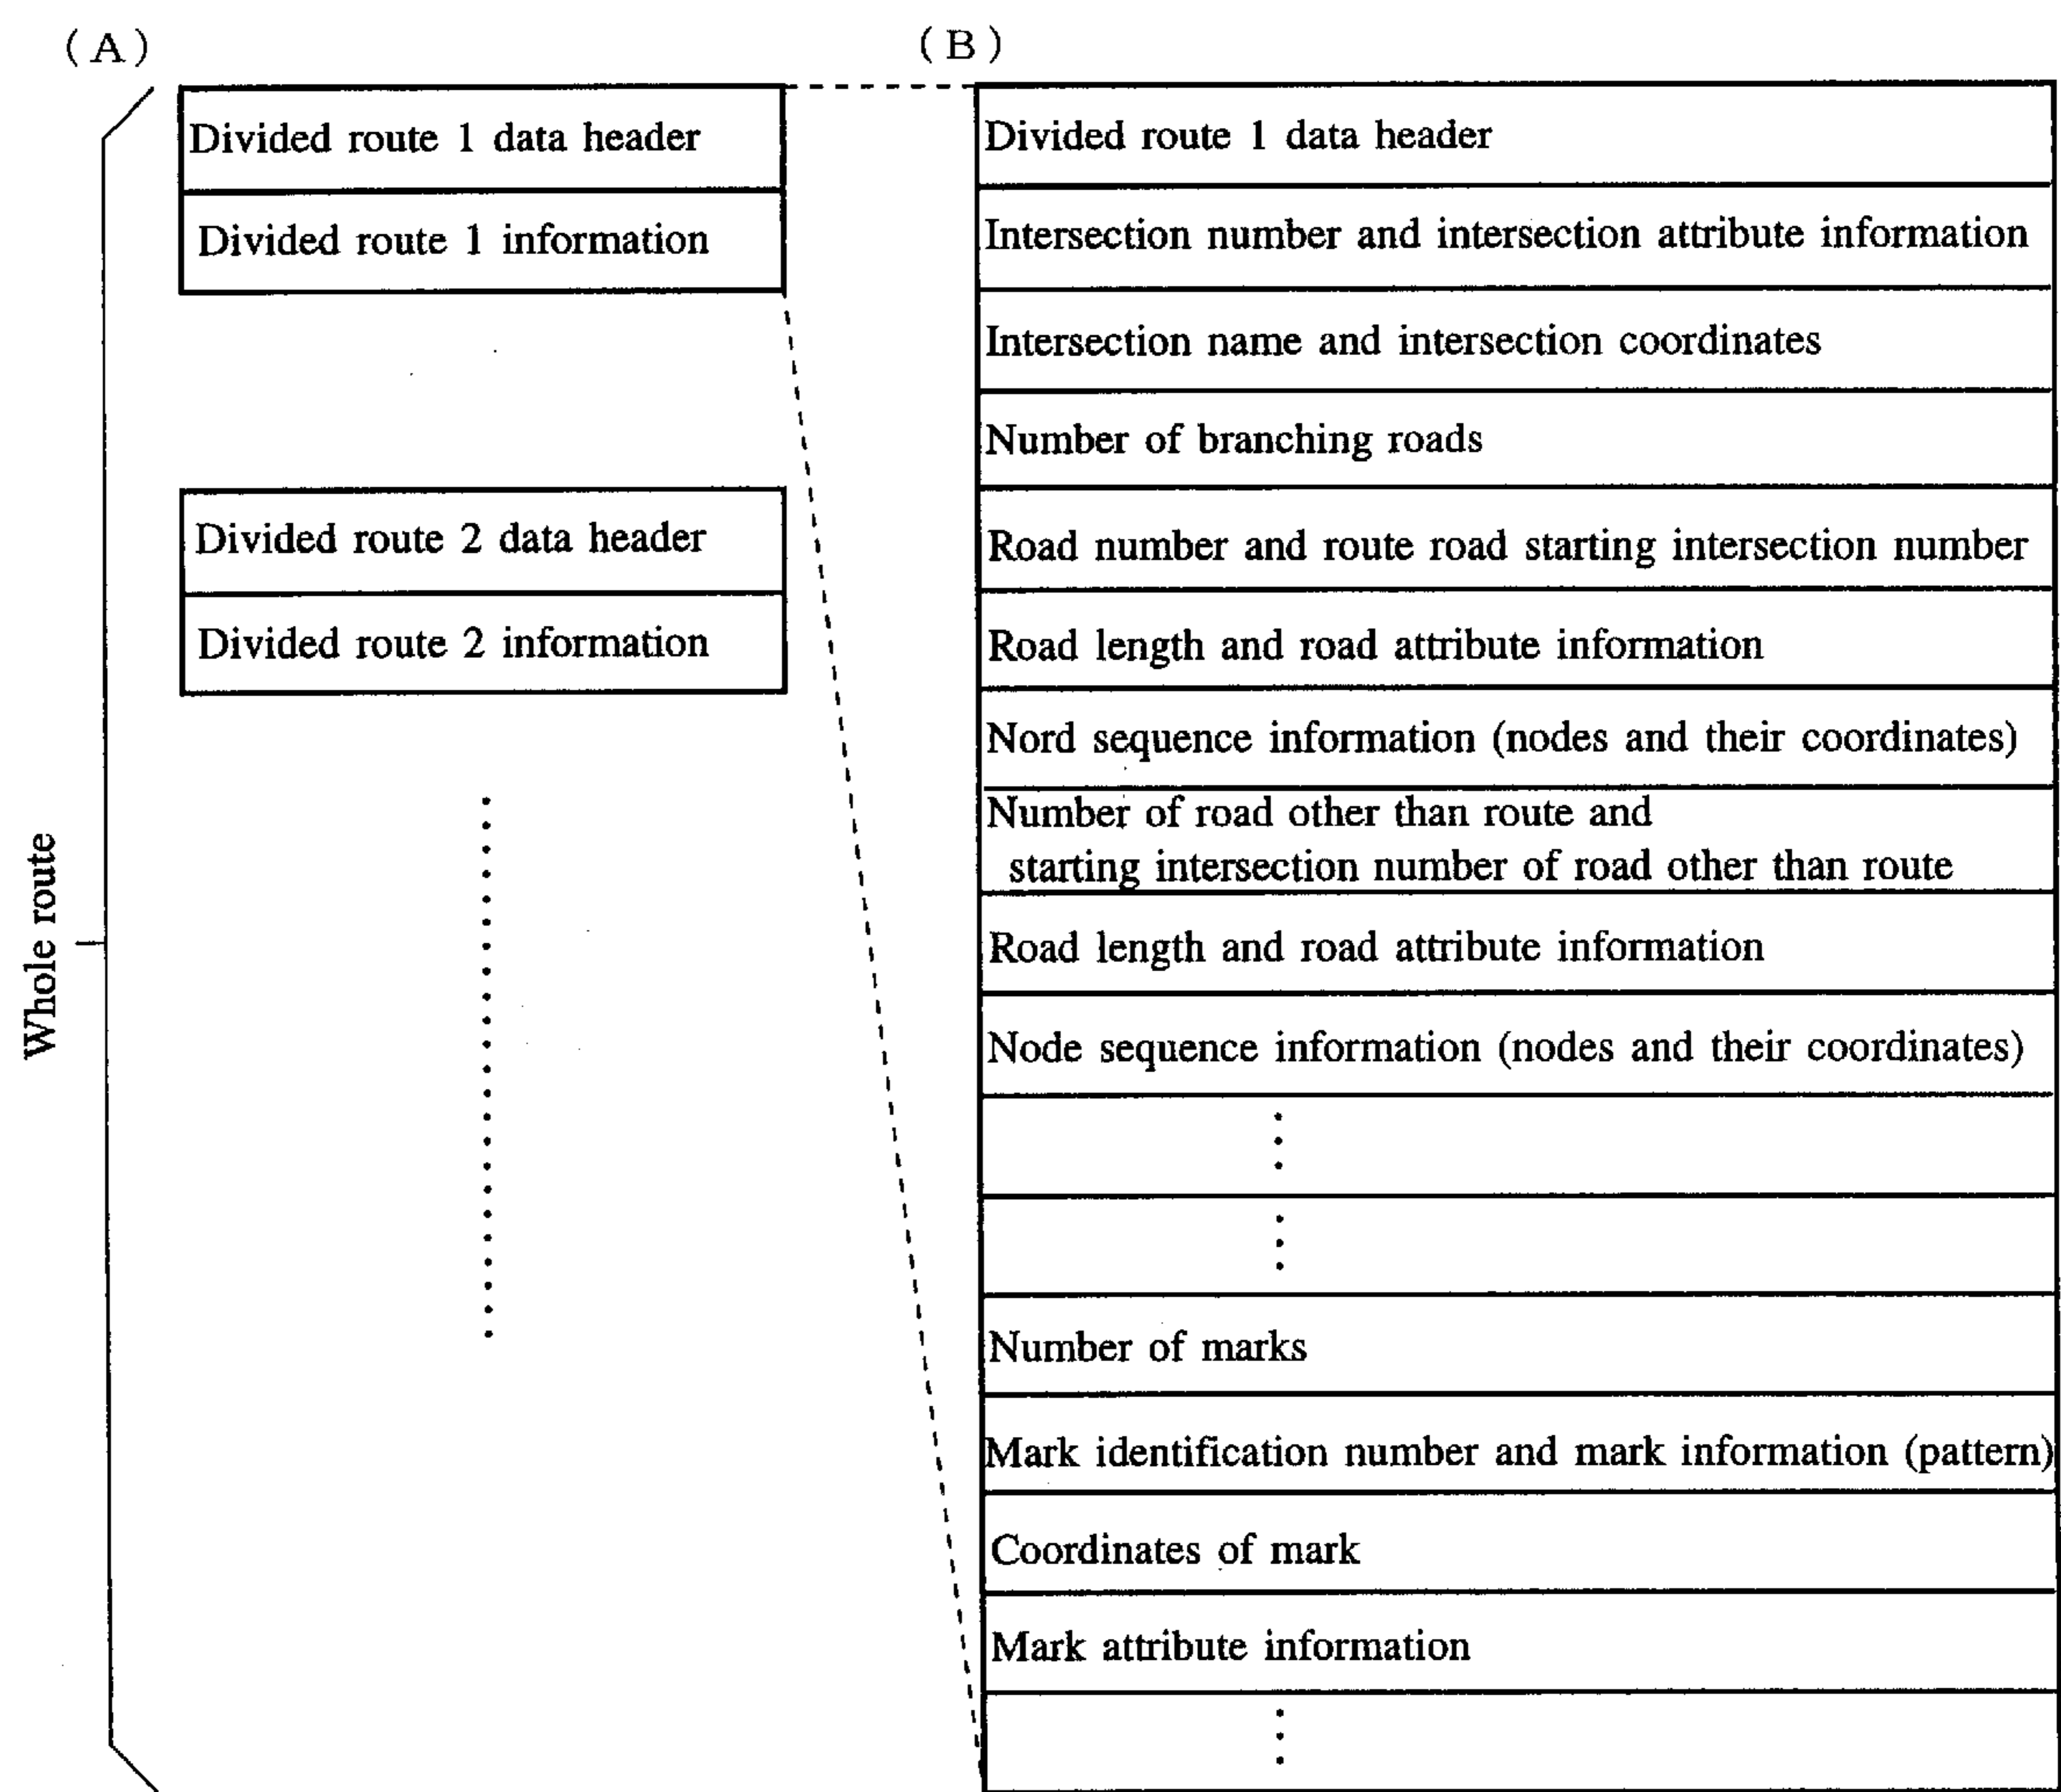 (A)
Divided route 1 data header
Divided route 1 information
Divided route 2 data header
Divided route 2 information
Whole route
(B)
Divided route 1 data header
Intersection number and intersection attribute information
Intersection name and intersection coordinates
Number of branching roads
Road number and route road starting intersection number
Road length and road attribute information
Nord sequence information (nodes and their coordinates)
Number of road other than route and
starting intersection number of road other than route
Road length and road attribute information
Node sequence information (nodes and their coordinates)
Number of marks
Mark identification number and mark information (pattern)
Coordinates of mark
Mark attribute information